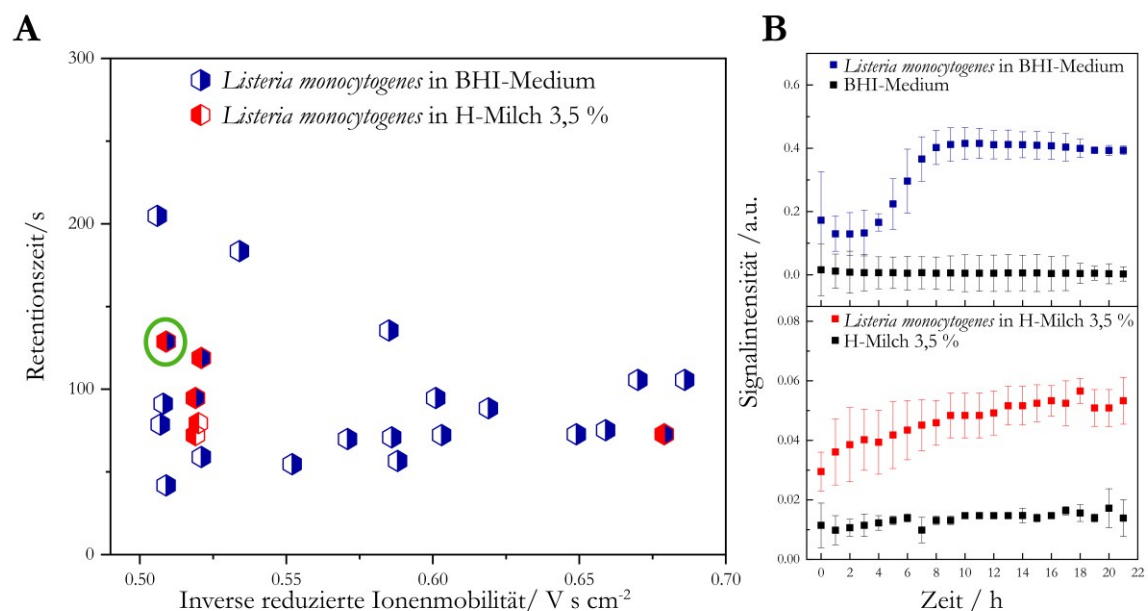 A
300
200
100
0
Retentionszeit/s
Listeria monocytogenes in BHI-Medium
Listeria monocytogenes in H-Milch 3,5 %
0.50 0.55 0.60 0.65 0.70
Inverse reduzierte Ionenmobilität/ V s cm⁻²
B
Signalintensität /a.u.
Listeria monocytogenes in BHI-Medium
BHI-Medium
0.6
0.4
0.2
0.0
Listeria monocytogenes in H-Milch 3,5 %
H-Milch 3,5 %
0.08
0.06
0.04
0.02
0.00
0 2 4 6 8 10 12 14 16 18 20 22
Zeit / h